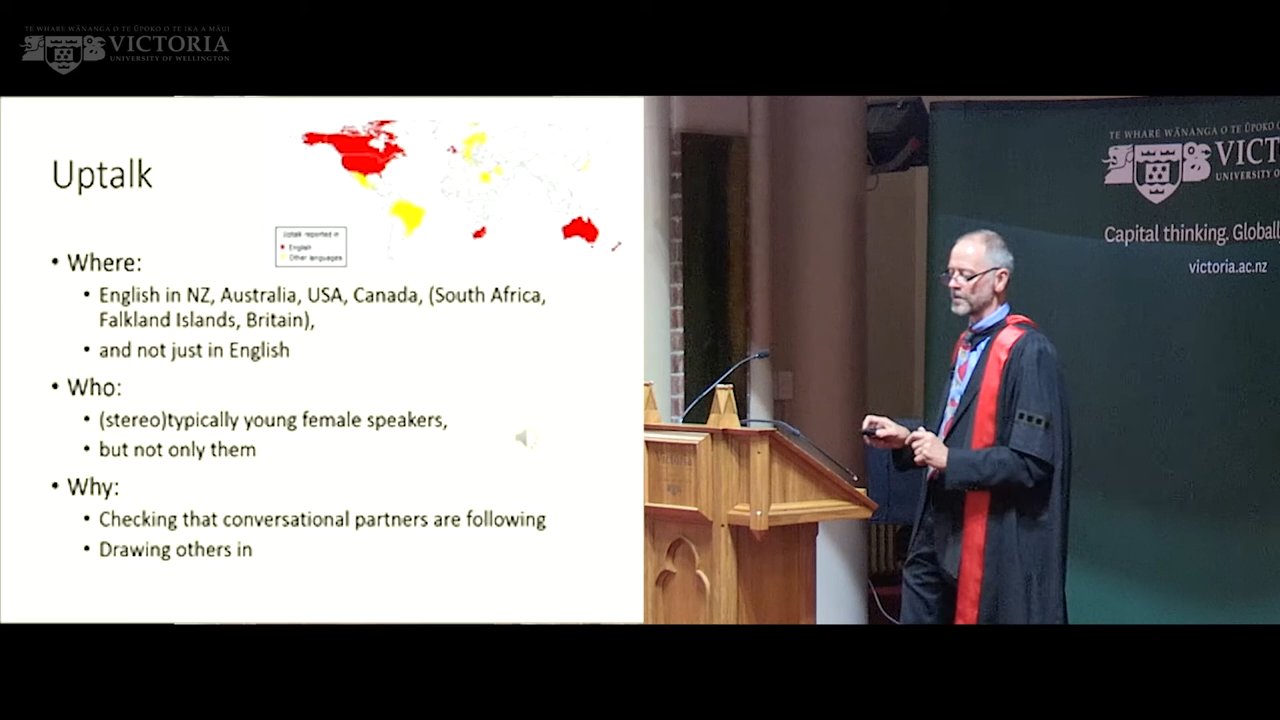 TE WHARE WĀNANGA O TE ŪPOKO O TE IKA A MĀUI
VICTORIA
UNIVERSITY OF WELLINGTON
Uptalk
Uptalk reported in
English
Other languages
• Where:
• English in NZ, Australia, USA, Canada, (South Africa,
Falkland Islands, Britain),
• and not just in English
• Who:
• (stereo)typically young female speakers,
• but not only them
• Why:
• Checking that conversational partners are following
• Drawing others in
TE WHARE WĀNANGA O TE ŪPOKO O
VICT
UNIVERSITY O
Capital thinking. Globall
victoria.ac.nz